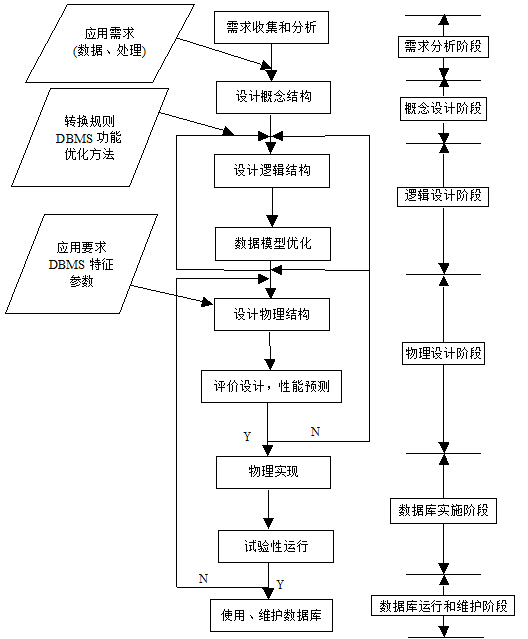 应用需求
(数据、处理)
需求收集和分析
需求分析阶段
设计概念结构
概念设计阶段
转换规则
DBMS 功能
优化方法
设计逻辑结构
逻辑设计阶段
数据模型优化
应用要求
DBMS 特征
参数
设计物理结构
物理设计阶段
评价设计，性能预测
Y
N
物理实现
数据库实施阶段
试验性运行
N
Y
使用、维护数据库
数据库运行和维护阶段